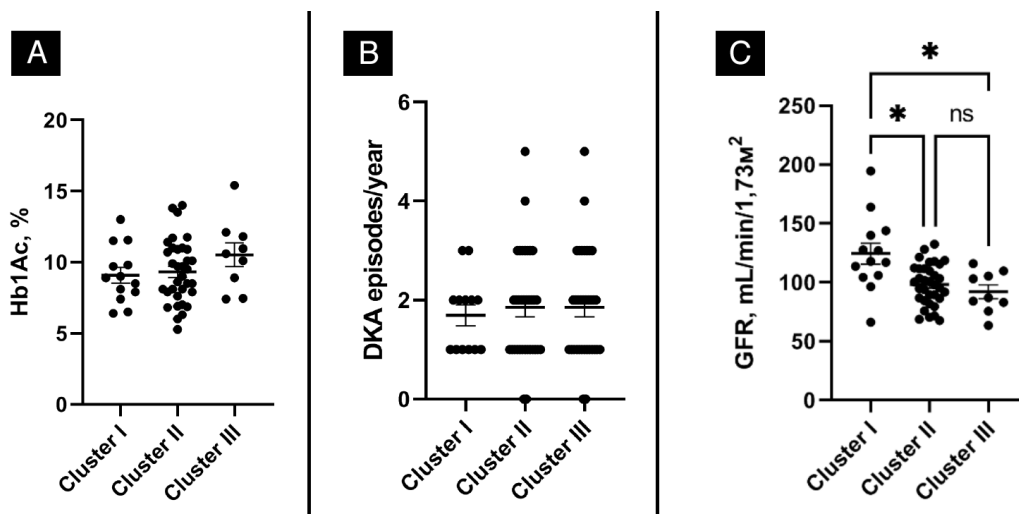 A
Hb1Ac, %
20
15
10
5
0
Cluster I
Cluster II
Cluster III
B
DKA episodes/year
6
4
2
0
Cluster I
Cluster II
Cluster III
C
GFR, mL/min/1,73м²
250
200
150
100
50
0
*
*
ns
Cluster I
Cluster II
Cluster III